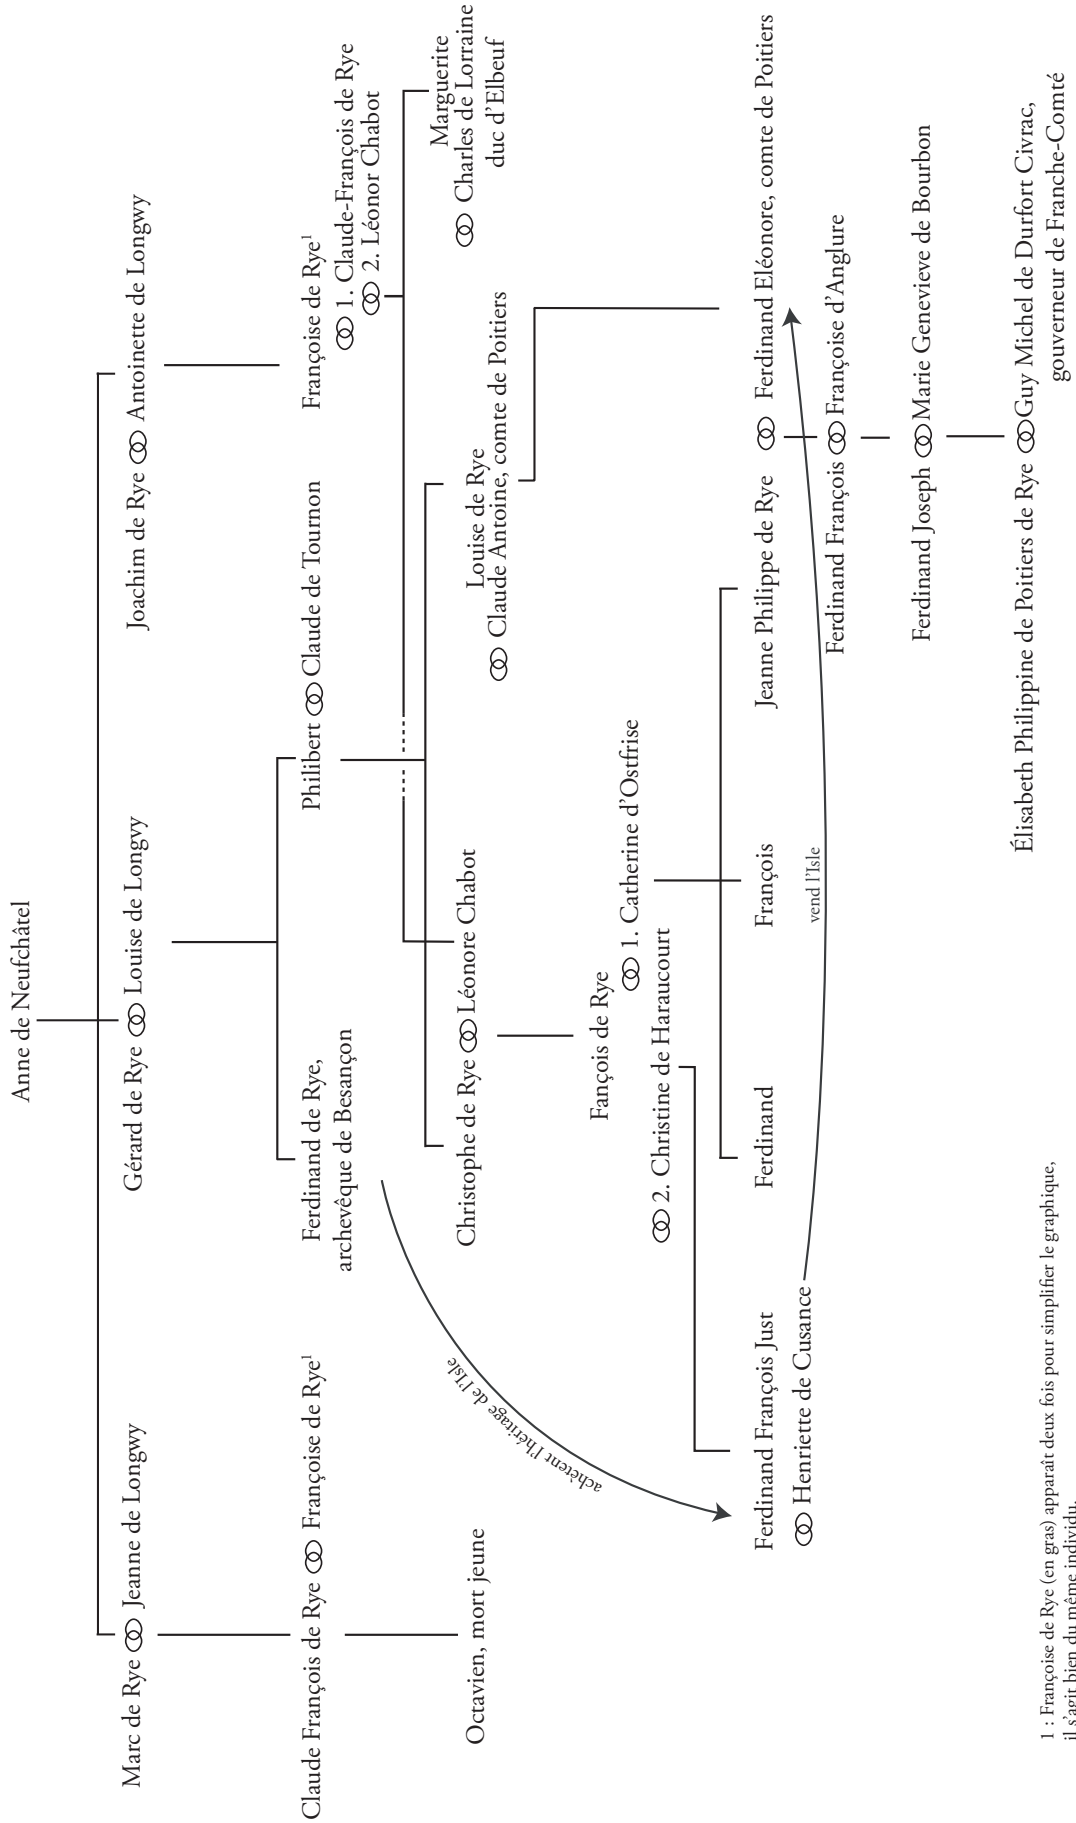 Anne de Neufchâtel
Marc de Rye Jeanne de Longwy
Gérard de Rye Louise de Longvy
Joachim de Rye Antoinette de Longwy
Claude François de Rye Françoise de Rye1
Ferdinand de Rye,
archevêque de Besançon
Philibert Claude de Tournon
Françoise de Rye1
1. Claude-François de Rye
2. Léonor Chabot
Octavien, mort jeune
Christophe de Rye Léonore Chabot
Louise de Rye
Claude Antoine, comte de Poitiers
Marguerite
Charles de Lorraine
duc d'Elbeuf
achètent l'héritage de l'Isle
Fançois de Rye
1. Catherine d'Ostfrise
2. Christine de Haraucourt
Ferdinand François Just
Henriette de Cusance
Ferdinand
François
Jeanne Philippe de Rye Ferdinand Eléonore, comte de Poitiers
vend l'Isle
Ferdinand François Françoise d'Anglure
Ferdinand Joseph Marie Genevieve de Bourbon
Élisabeth Philippine de Poitiers de Rye Guy Michel de Durfort Civrac,
gouverneur de Franche-Comté
1 : Françoise de Rye (en gras) apparaît deux fois pour simplifier le graphique,
il s'agit bien du même individu.